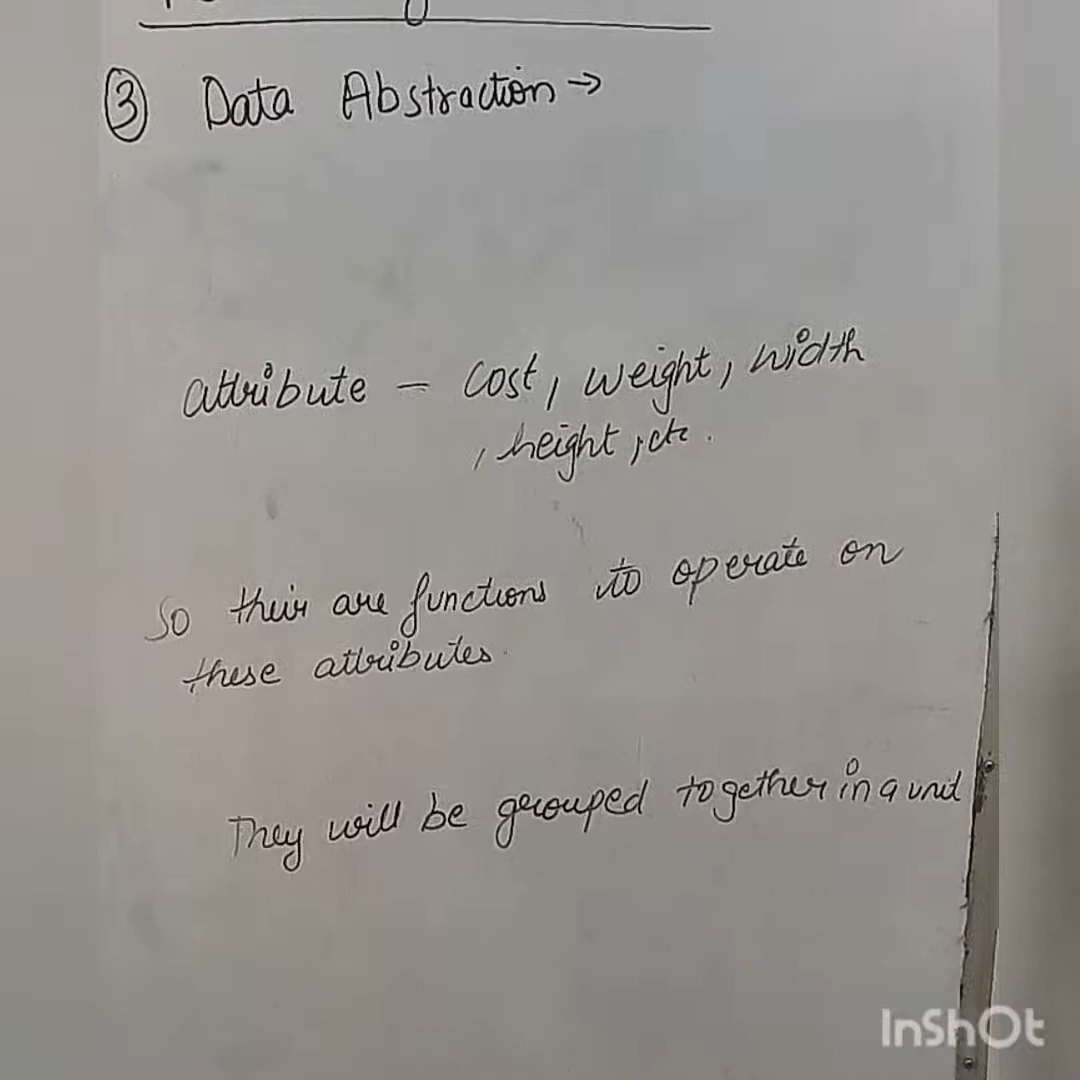 ③ Data Abstraction →
attribute – cost, weight, width
, height, etc.
So their are functions to operate on
these attributes.
They will be grouped together in a unit
InShOt